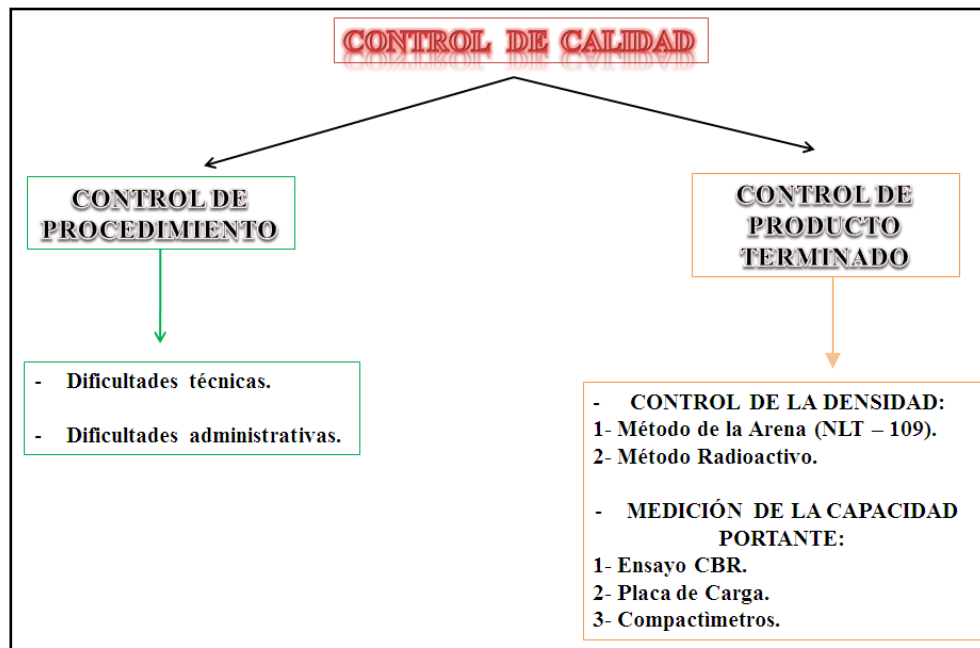 CONTROL DE CALIDAD
CONTROL DE
PROCEDIMIENTO
- Dificultades técnicas.
- Dificultades administrativas.
CONTROL DE
PRODUCTO
TERMINADO
- CONTROL DE LA DENSIDAD:
1- Método de la Arena (NLT – 109).
2- Método Radioactivo.
- MEDICIÓN DE LA CAPACIDAD
PORTANTE:
1- Ensayo CBR.
2- Placa de Carga.
3- Compactìmetros.